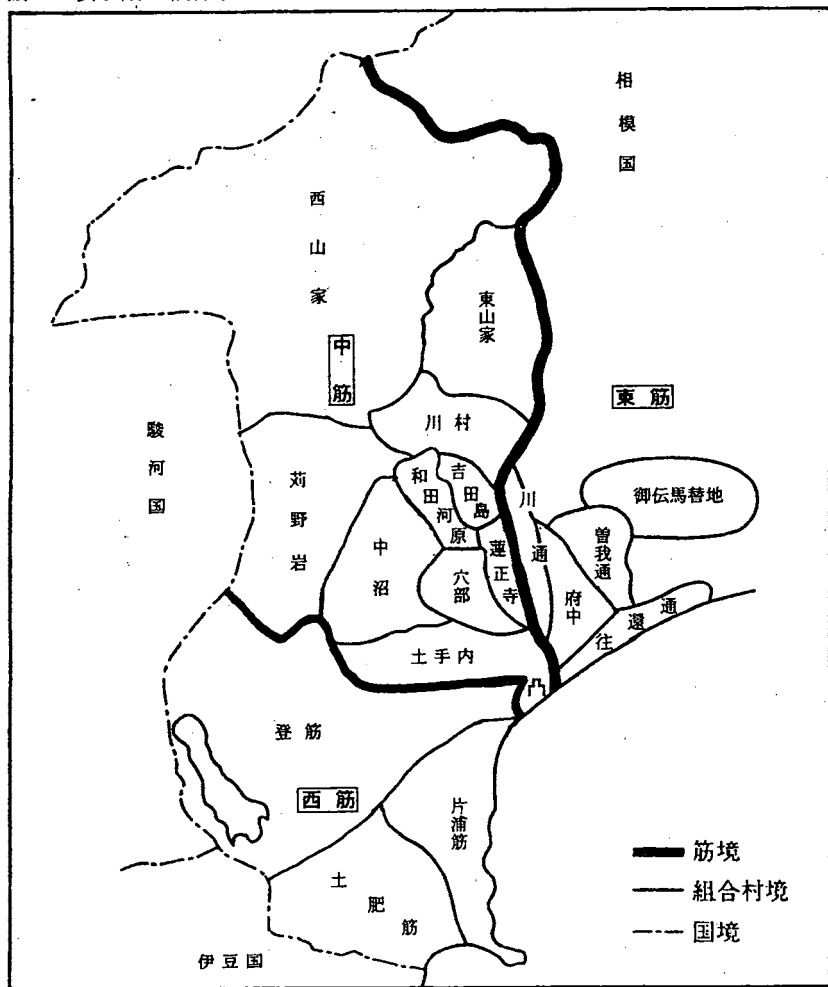 相模国
西山家
東山家
中筋
東筋
駿河国
川村
苅野岩
和田河原
吉田島
川通
御伝馬替地
曽我通
中沼
蓮正寺
穴部
府中
往還通
土手内
登筋
西筋
片浦筋
土肥筋
伊豆国
筋境
組合村境
国境